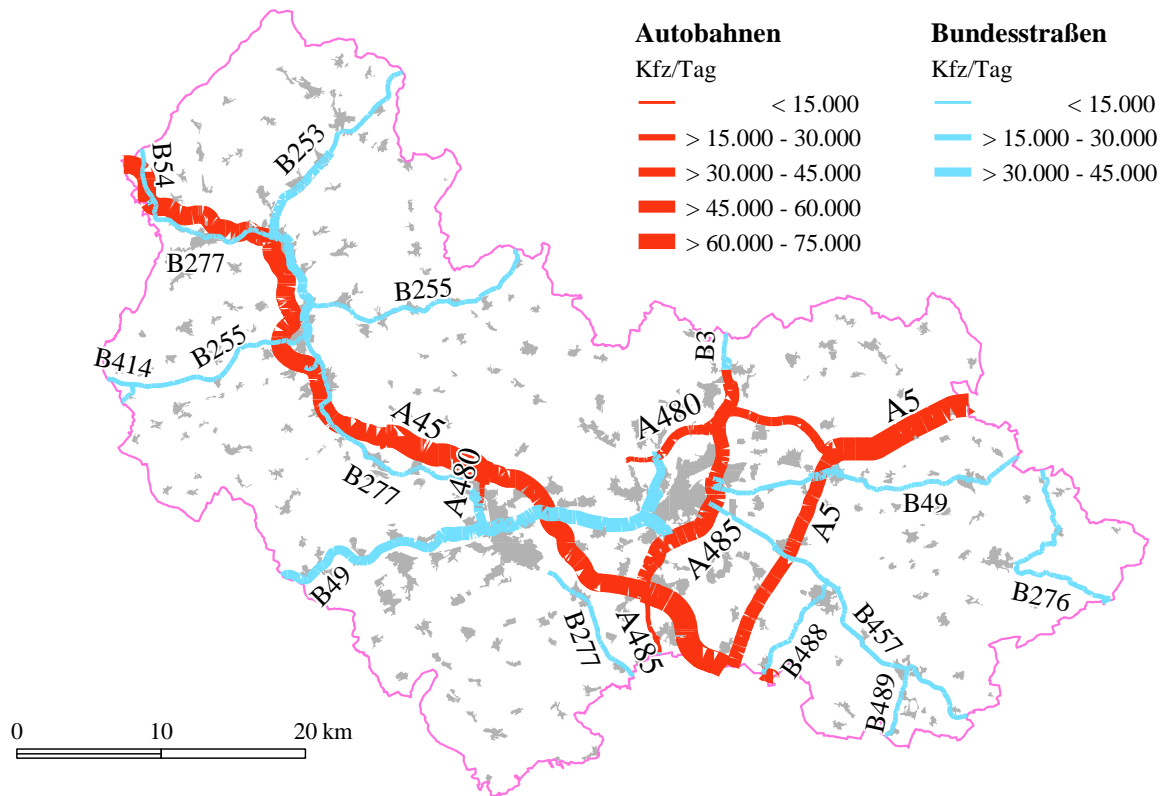 Autobahnen
Kfz/Tag
< 15.000
> 15.000 - 30.000
> 30.000 - 45.000
> 45.000 - 60.000
> 60.000 - 75.000
Bundesstraßen
Kfz/Tag
< 15.000
> 15.000 - 30.000
> 30.000 - 45.000
B54
B253
B277
B255
B414
B255
B3
A480
A5
A45
A480
B277
B49
A5
A485
B49
B276
B277
A485
B488
B457
B489
0 10 20 km